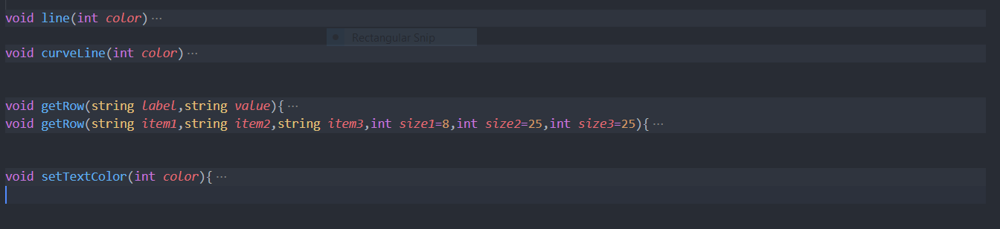 void line(int color)···
Rectangular Snip
void curveLine(int color)···
void getRow(string label,string value){···
void getRow(string item1,string item2,string item3,int size1=8,int size2=25,int size3=25){···
void setTextColor(int color){···